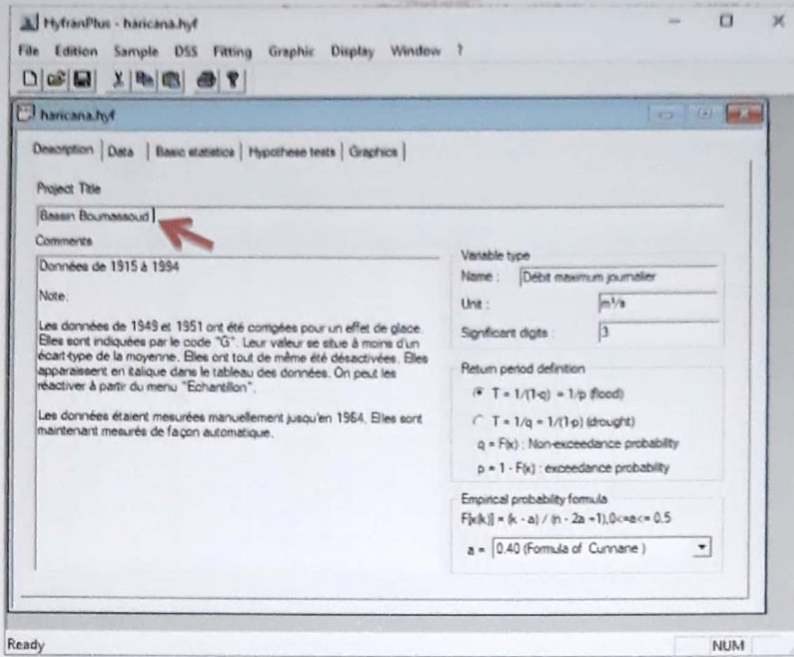 HyfranPlus - haricana.hyf
File Edition Sample DSS Fitting Graphic Display Window ?
haricana.hyf
Description Data Basic statistics Hypothese tests Graphics
Project Title
Bassin Boumassoud
Comments
Données de 1915 à 1994
Note:
Les données de 1949 et 1951 ont été corrigées pour un effet de glace.
Elles sont indiquées par le code "G". Leur valeur se situe à moins d'un
écart-type de la moyenne. Elles ont tout de même été désactivées. Elles
apparaissent en italique dans le tableau des données. On peut les
réactiver à partir du menu "Echantillon".
Les données étaient mesurées manuellement jusqu'en 1964. Elles sont
maintenant mesurés de façon automatique.
Variable type
Name : Débit maximum journalier
Unit : m³/s
Significant digits : 3
Return period definition
T = 1/(1-q) = 1/p (flood)
T = 1/q = 1/(1-p) (drought)
q = F(x) : Non-exceedance probability
p = 1 - F(x) : exceedance probability
Empirical probability formula
F[x(k)] = (k - a) / (n - 2a +1),0<=a<= 0.5
a = 0.40 (Formula of Cunnane )
Ready
NUM